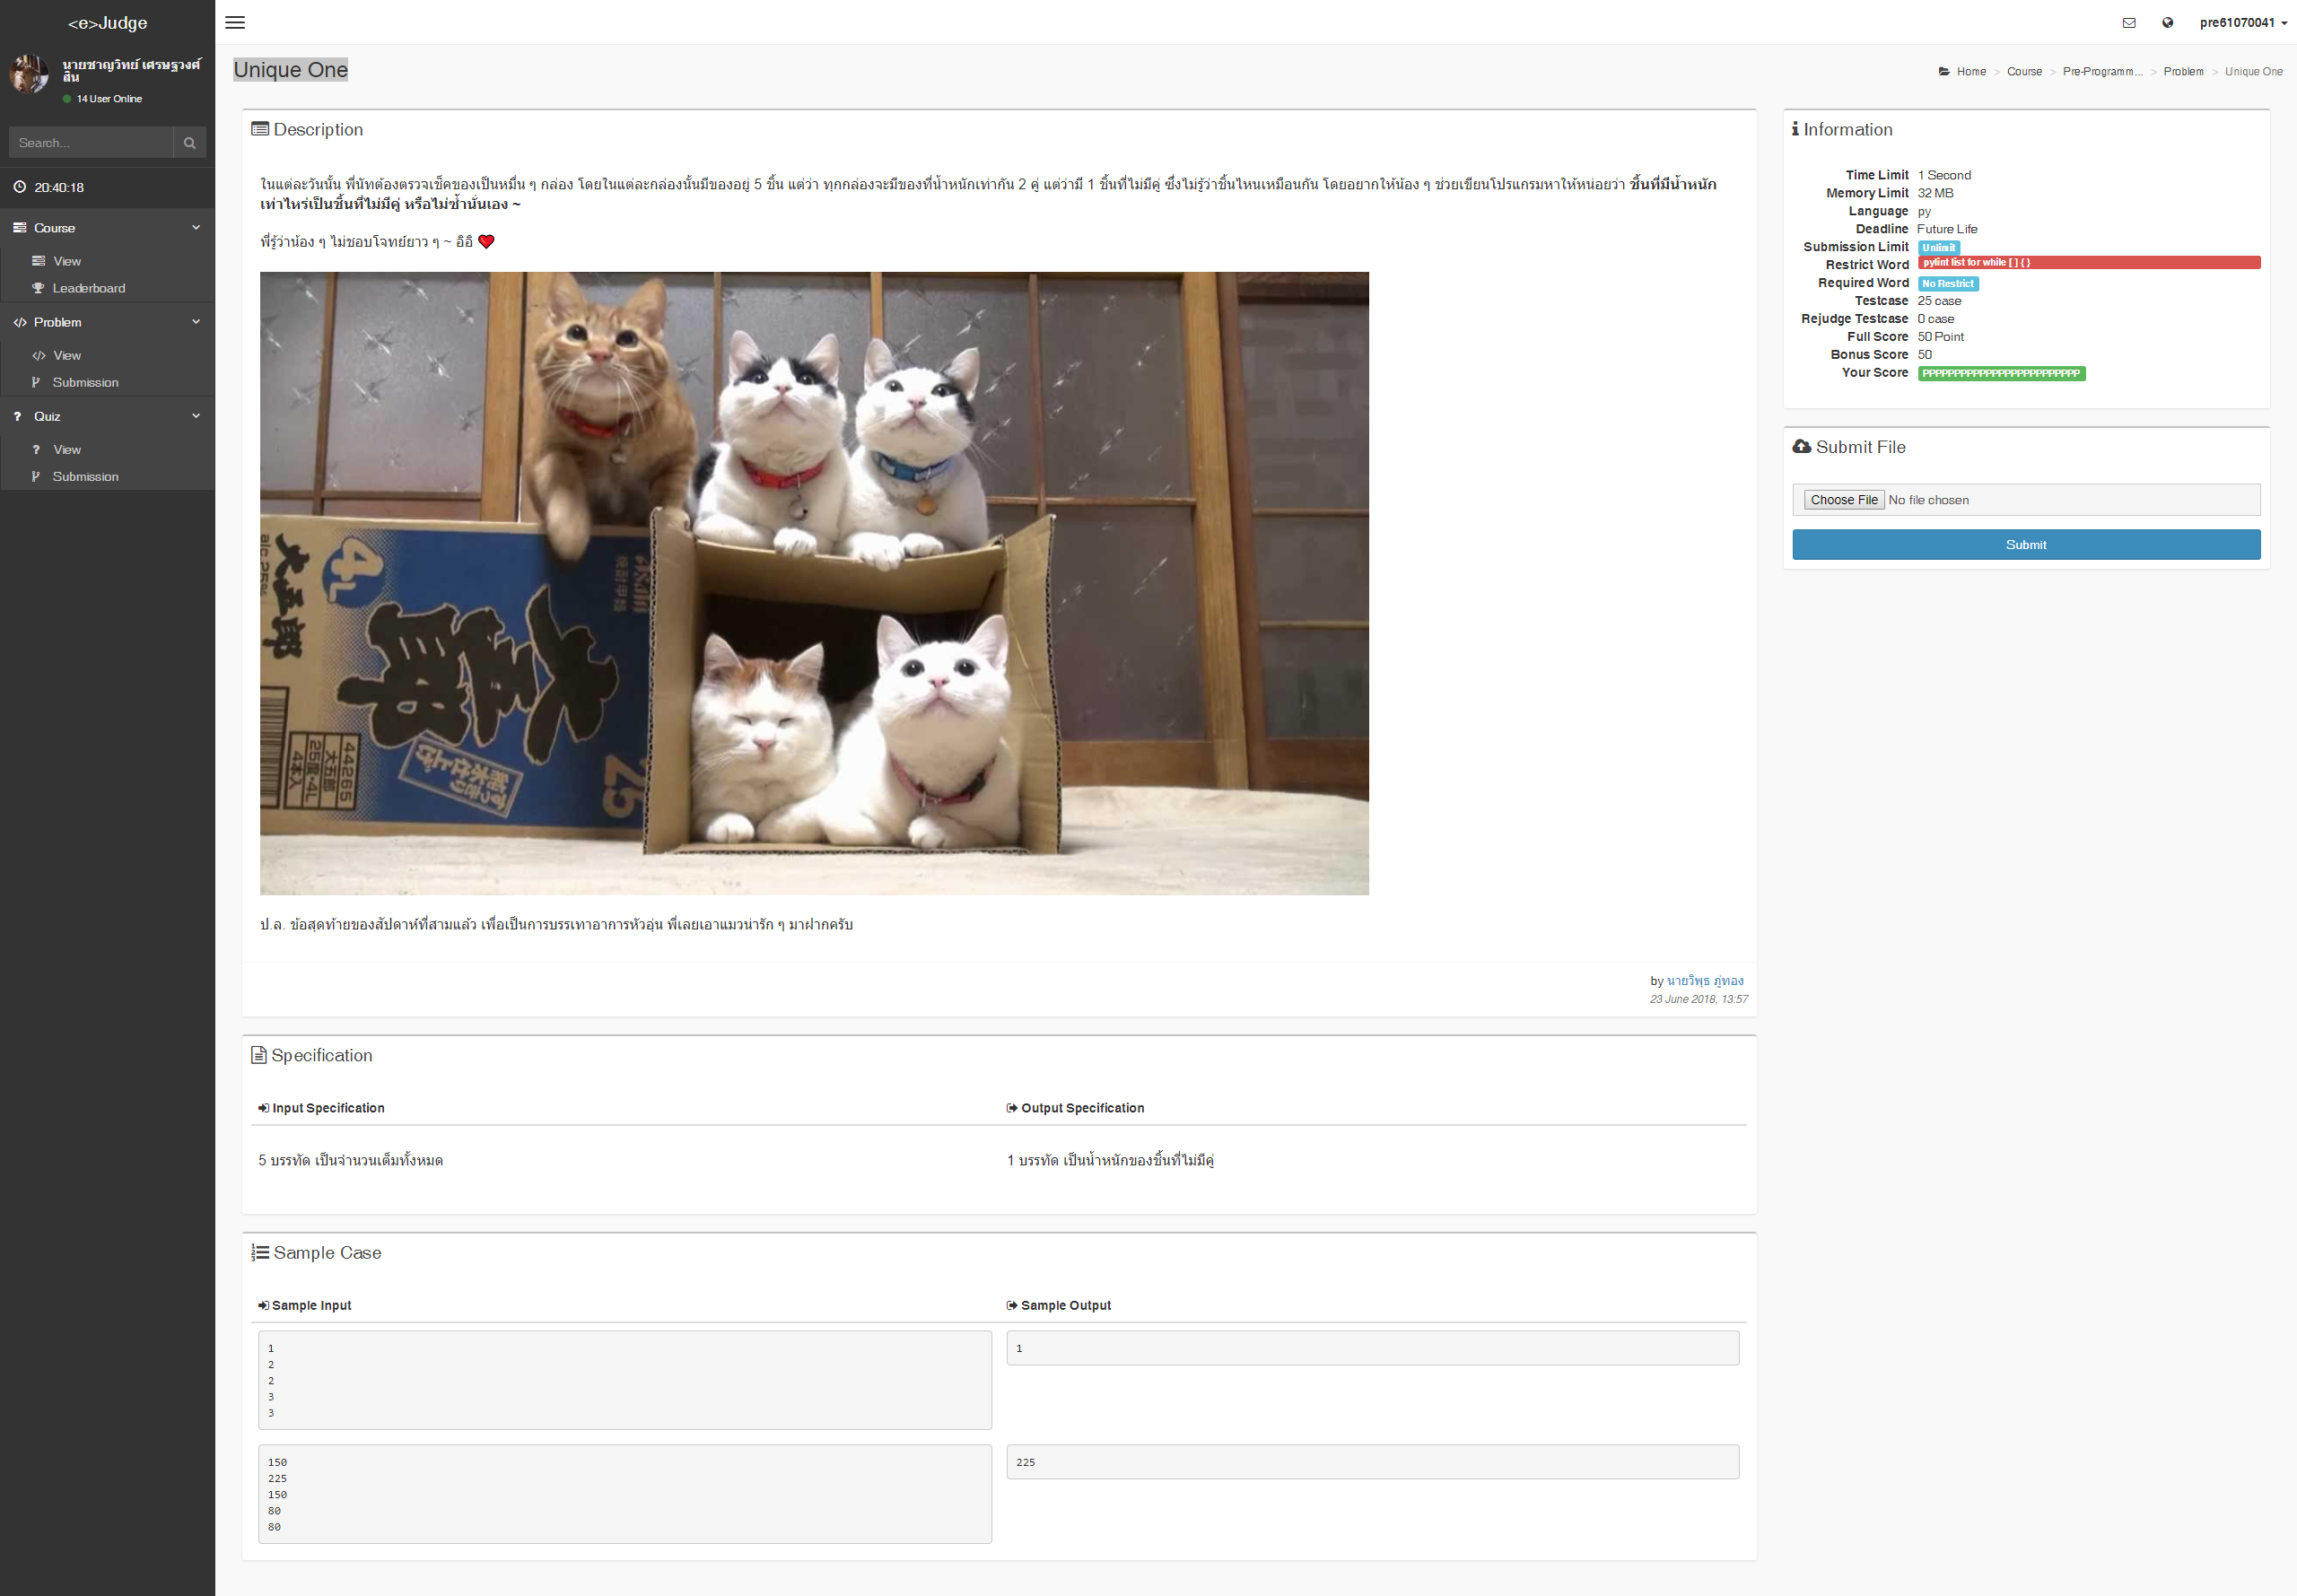 <e>Judge
pre61070041
นายชาญวิทย์ เศรษฐวงศ์
สิน
14 User Online
Search...
20:40:18
Course
View
Leaderboard
Problem
View
Submission
Quiz
View
Submission
Unique One
Home > Course > Pre-Programm... > Problem > Unique One
Description
ในแต่ละวันนั้น พี่นัทต้องตรวจเช็คของเป็นหมื่น ๆ กล่อง โดยในแต่ละกล่องนั้นมีของอยู่ 5 ชิ้น แต่ว่า ทุกกล่องจะมีของที่น้ำหนักเท่ากัน 2 คู่ แต่ว่ามี 1 ชิ้นที่ไม่มีคู่ ซึ่งไม่รู้ว่าชิ้นไหนเหมือนกัน โดยอยากให้น้อง ๆ ช่วยเขียนโปรแกรมหาให้หน่อยว่า ชิ้นที่มีน้ำหนัก
เท่าไหร่เป็นชิ้นที่ไม่มีคู่ หรือไม่ซ้ำนั่นเอง ~
พี่รู้ว่าน้อง ๆ ไม่ชอบโจทย์ยาว ๆ ~ อิอิ
4L
alc.25%
大五郎
25
44265
大五郎
25度·4L
4本入
ป.ล. ข้อสุดท้ายของสัปดาห์ที่สามแล้ว เพื่อเป็นการบรรเทาอาการหัวอุ่น พี่เลยเอาแมวน่ารัก ๆ มาฝากครับ
by นายวิพุธ ภู่ทอง
23 June 2018, 13:57
Specification
Input Specification
Output Specification
5 บรรทัด เป็นจำนวนเต็มทั้งหมด
1 บรรทัด เป็นน้ำหนักของชิ้นที่ไม่มีคู่
Sample Case
Sample Input
Sample Output
1
2
2
3
3
1
150
225
150
80
80
225
Information
Time Limit 1 Second
Memory Limit 32 MB
Language py
Deadline Future Life
Submission Limit Unlimit
Restrict Word pylint list for while [ ] { }
Required Word No Restrict
Testcase 25 case
Rejudge Testcase 0 case
Full Score 50 Point
Bonus Score 50
Your Score PPPPPPPPPPPPPPPPPPPPPPPPP
Submit File
Choose File No file chosen
Submit